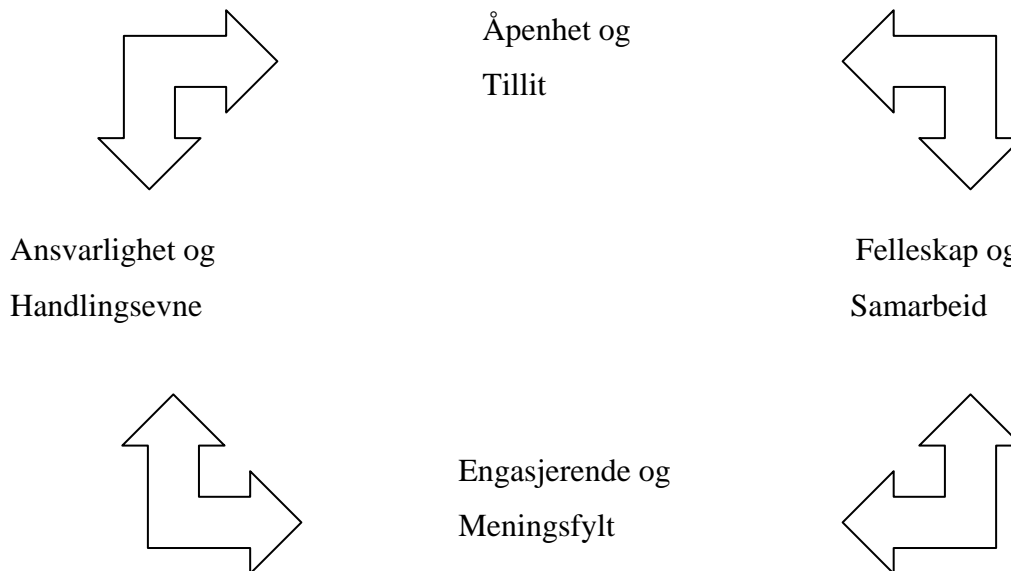 Åpenhet og
Tillit
Ansvarlighet og
Handlingsevne
Felleskap og
Samarbeid
Engasjerende og
Meningsfylt